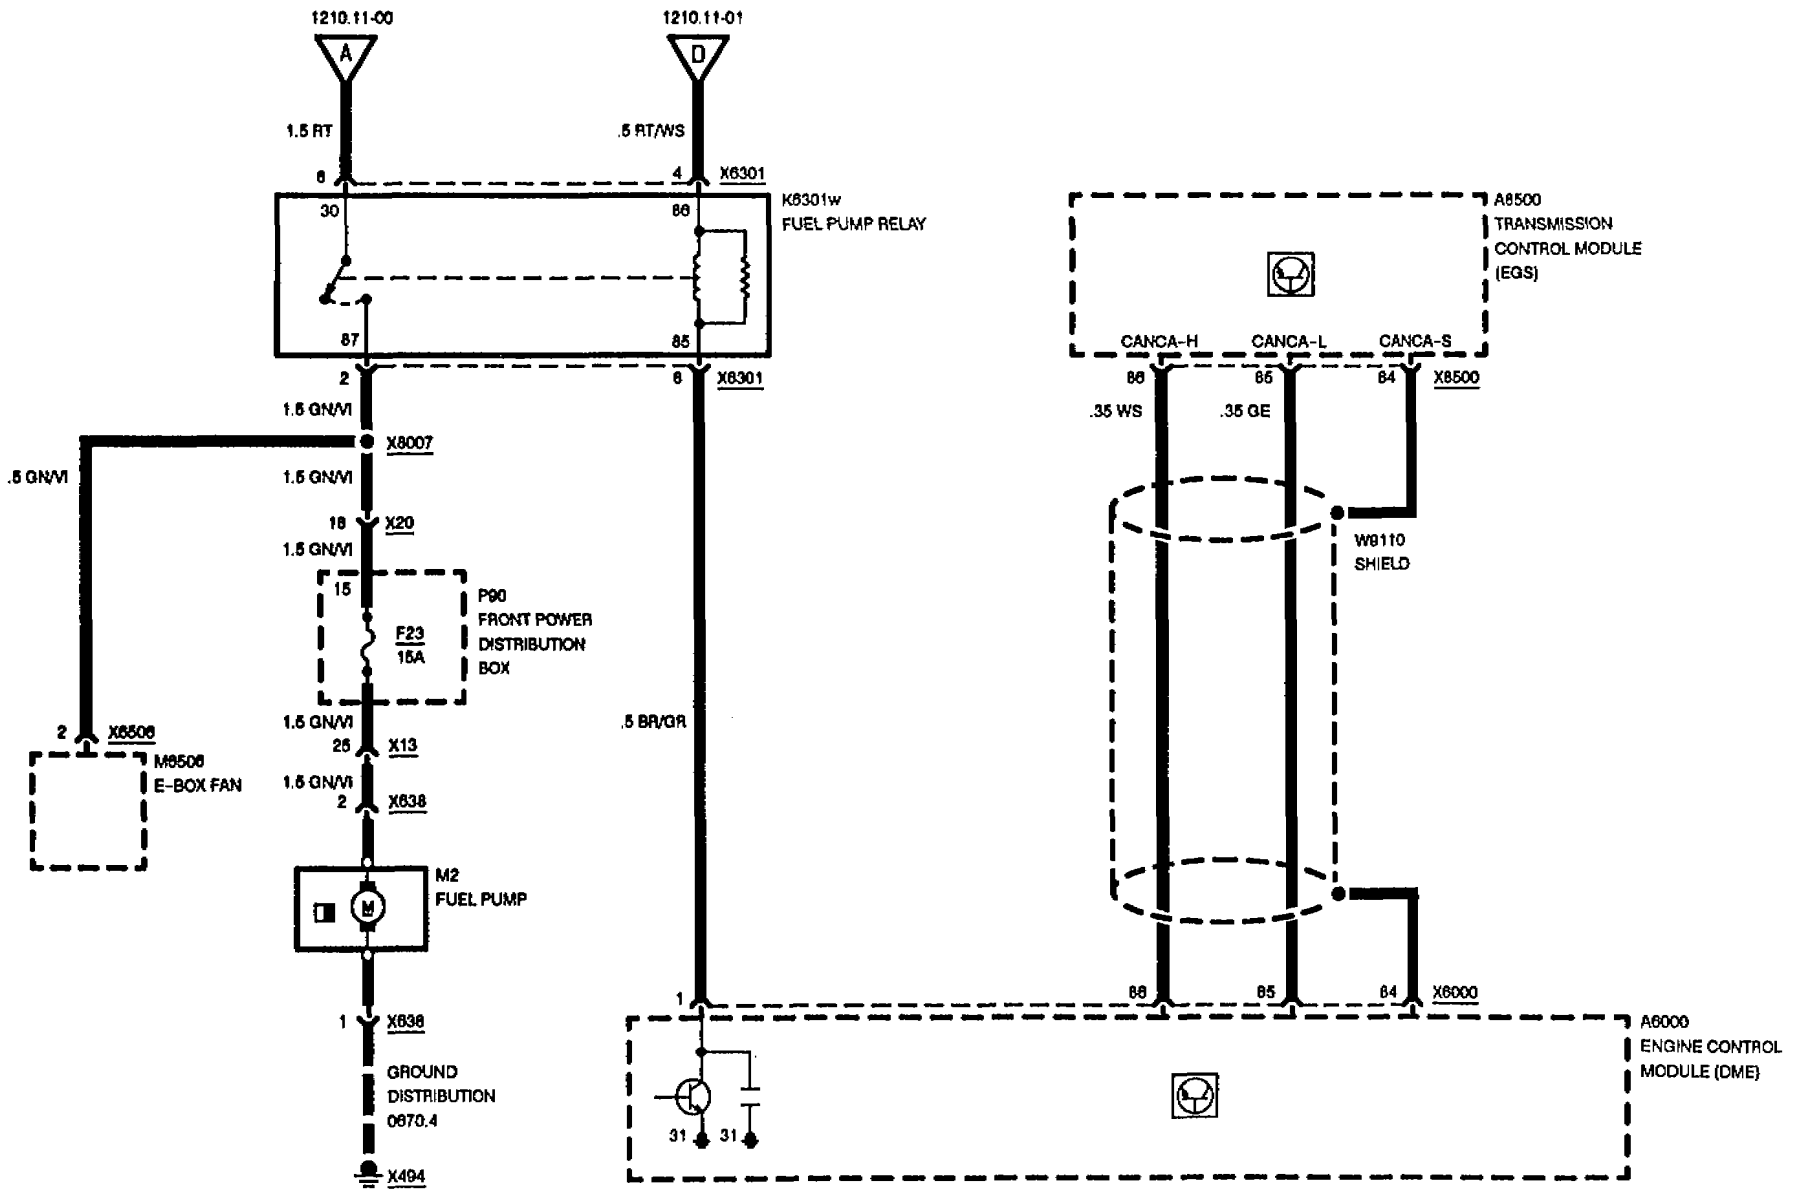 1210.11-00
1210.11-01
A
D
1.5 RT
.5 RT/WS
6
4
X6301
30
86
K6301w
FUEL PUMP RELAY
87
85
2
6
X6301
A8500
TRANSMISSION
CONTROL MODULE
(EGS)
CANCA-H
CANCA-L
CANCA-S
86
85
84
X8500
1.5 GN/VI
.35 WS
.35 GE
X8007
.5 GN/VI
1.5 GN/VI
18
X20
1.5 GN/VI
W9110
SHIELD
15
F23
15A
P90
FRONT POWER
DISTRIBUTION
BOX
1.5 GN/VI
.5 BR/GR
25
X13
2
X6506
M6506
E-BOX FAN
1.5 GN/VI
2
X638
M2
FUEL PUMP
M
1
X638
1
86
85
84
X6000
GROUND
DISTRIBUTION
0670.4
X494
31
31
A6000
ENGINE CONTROL
MODULE (DME)